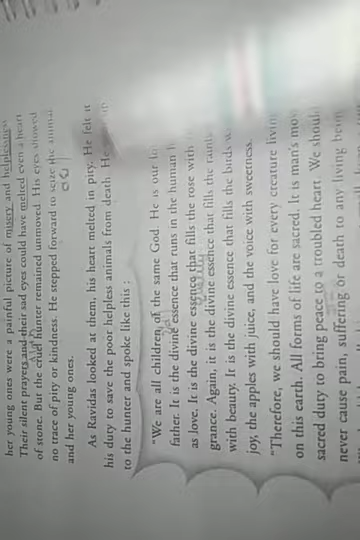 her young ones were a painful picture of misery and helplessness
Their silent prayers and their sad eyes could have melted even a heart
of stone. But the cruel hunter remained unmoved. His eyes showed
no trace of pity or kindness. He stepped forward to seize the animal
and her young ones.
As Ravidas looked at them, his heart melted in pity. He felt it
his duty to save the poor helpless animals from death. He
to the hunter and spoke like this :
"We are all children of the same God. He is our
father. It is the divine essence that runs in the human
as love. It is the divine essence that fills the rose with
grance. Again, it is the divine essence that fills the
with beauty. It is the divine essence that fills the birds
joy, the apples with juice, and the voice with sweetness.
"Therefore, we should have love for every creature
on this earth. All forms of life are sacred. It is man's
sacred duty to bring peace to a troubled heart. We should
never cause pain, suffering or death to any living